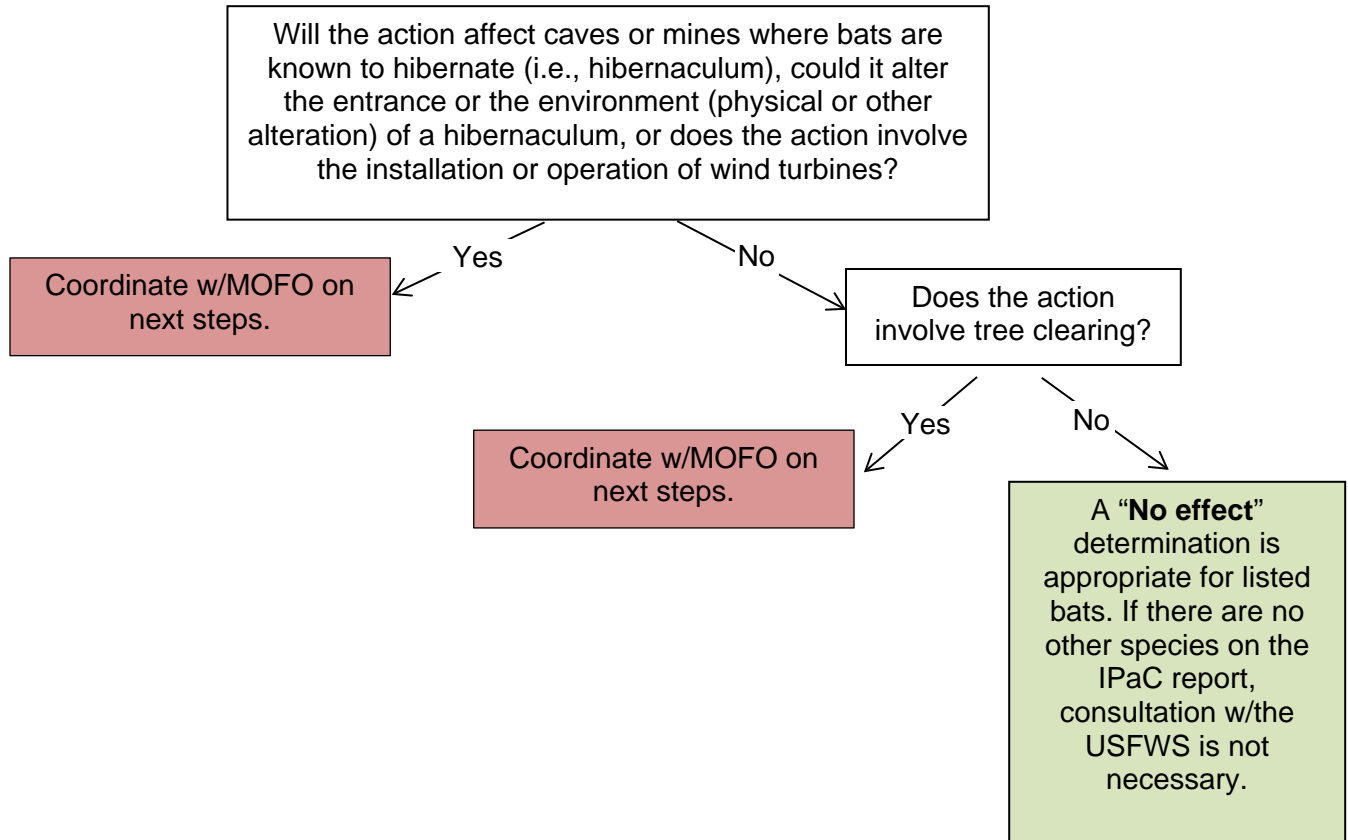 Will the action affect caves or mines where bats are
known to hibernate (i.e., hibernaculum), could it alter
the entrance or the environment (physical or other
alteration) of a hibernaculum, or does the action involve
the installation or operation of wind turbines?
Yes
No
Coordinate w/MOFO on
next steps.
Does the action
involve tree clearing?
Yes
No
Coordinate w/MOFO on
next steps.
A “No effect”
determination is
appropriate for listed
bats. If there are no
other species on the
IPaC report,
consultation w/the
USFWS is not
necessary.